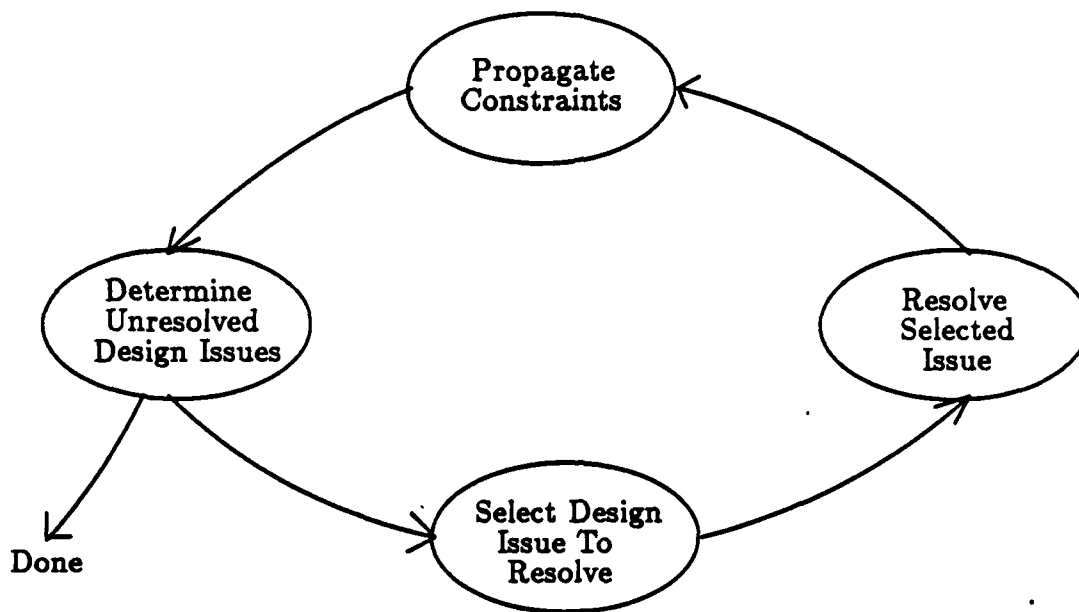 Propagate
Constraints
Determine
Unresolved
Design Issues
Resolve
Selected
Issue
Select Design
Issue To
Resolve
Done